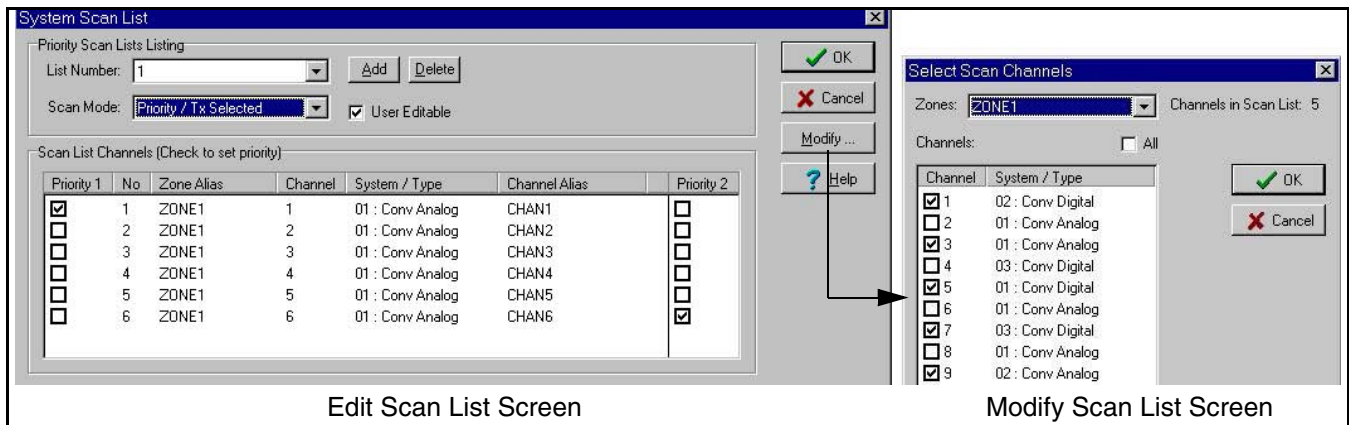 System Scan List
Priority Scan Lists Listing
List Number: 1 Add Delete
Scan Mode: Priority / Tx Selected User Editable
OK
Cancel
Modify ...
Help
Scan List Channels (Check to set priority)
Priority 1 No Zone Alias Channel System / Type Channel Alias Priority 2
1 ZONE1 1 01 : Conv Analog CHAN1
2 ZONE1 2 01 : Conv Analog CHAN2
3 ZONE1 3 01 : Conv Analog CHAN3
4 ZONE1 4 01 : Conv Analog CHAN4
5 ZONE1 5 01 : Conv Analog CHAN5
6 ZONE1 6 01 : Conv Analog CHAN6
Edit Scan List Screen
Select Scan Channels
Zones: ZONE1 Channels in Scan List: 5
Channels: All
Channel System / Type
1 02 : Conv Digital
2 01 : Conv Analog
3 01 : Conv Analog
4 03 : Conv Digital
5 01 : Conv Digital
6 01 : Conv Analog
7 03 : Conv Digital
8 01 : Conv Analog
9 02 : Conv Analog
OK
Cancel
Modify Scan List Screen